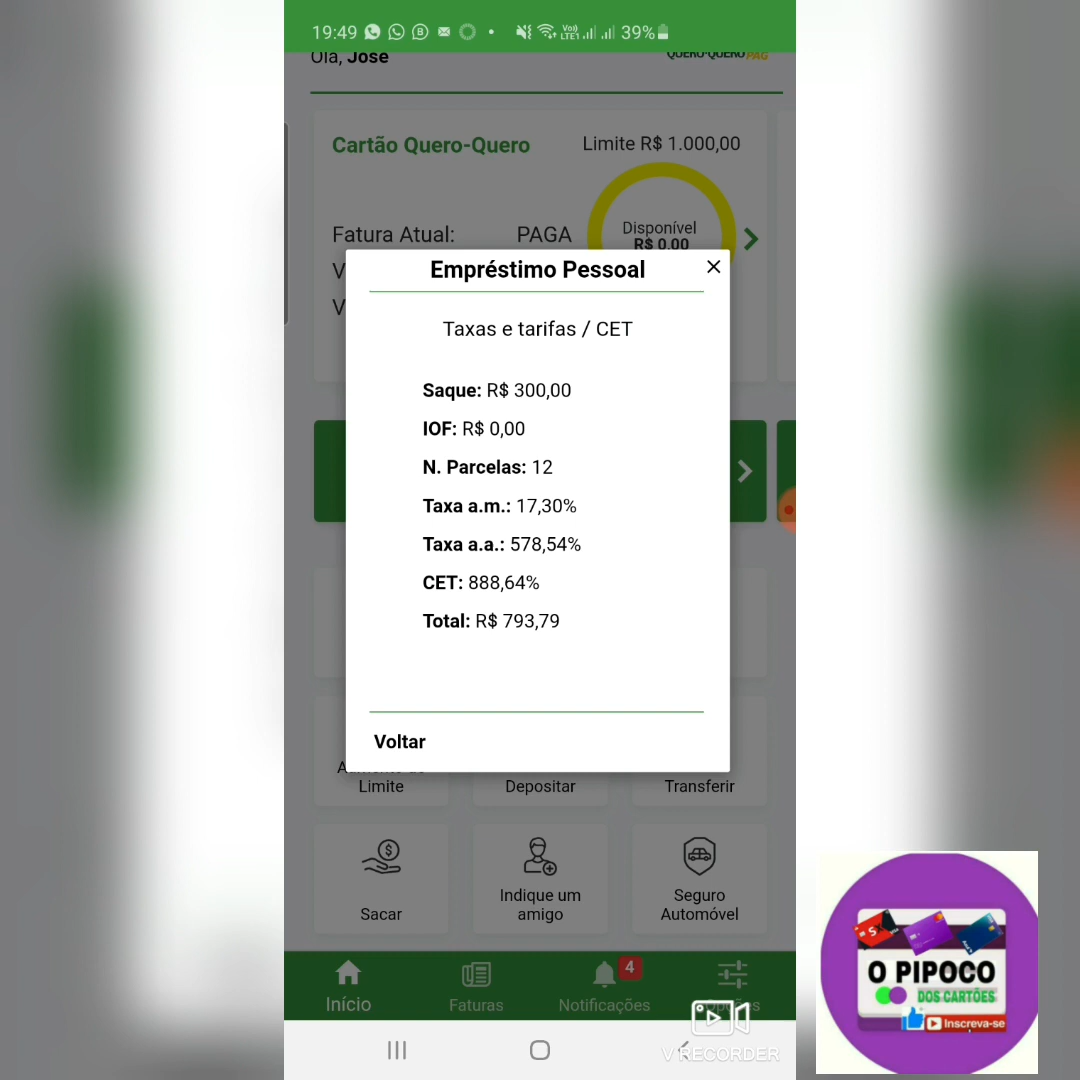 19:49
39%
Olá, Jose
QUERO-QUERO PAG
Cartão Quero-Quero
Limite R$ 1.000,00
Disponível
R$ 0,00
Fatura Atual: PAGA
V
V
Empréstimo Pessoal
Taxas e tarifas / CET
Saque: R$ 300,00
IOF: R$ 0,00
N. Parcelas: 12
Taxa a.m.: 17,30%
Taxa a.a.: 578,54%
CET: 888,64%
Total: R$ 793,79
Voltar
Limite
Depositar
Transferir
Sacar
Indique um
amigo
Seguro
Automóvel
4
Início
Faturas
Notificações
V RECORDER
O PIPOCO
DOS CARTÕES
Inscreva-se